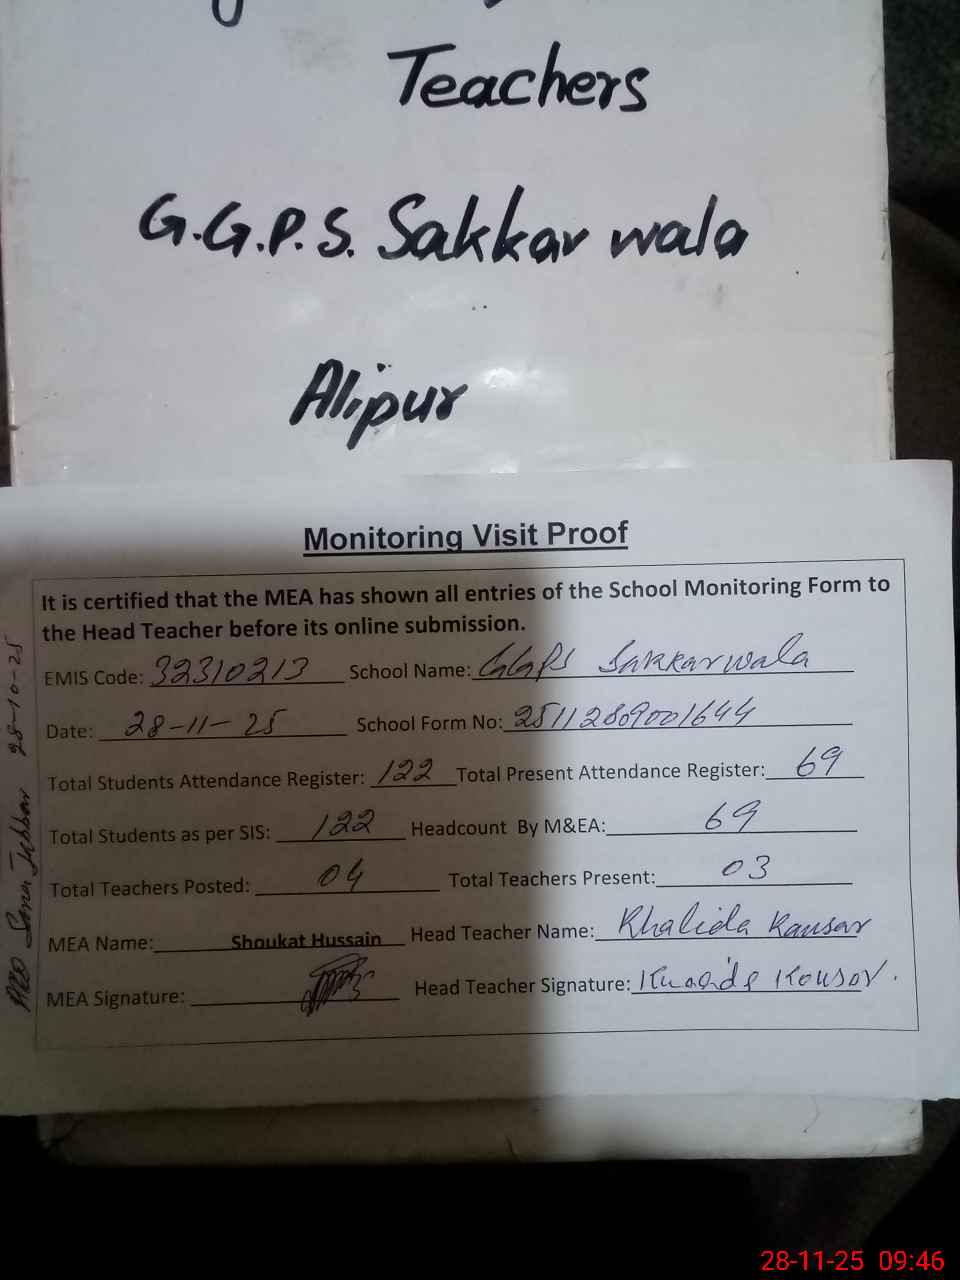 Teachers
G.G.P.S. Sakkar wala
Alipur
Monitoring Visit Proof
It is certified that the MEA has shown all entries of the School Monitoring Form to
the Head Teacher before its online submission.
EMIS Code: 32310213 School Name: GGPS Sakkarwala
Date: 28-11-25 School Form No: 25112809001644
Total Students Attendance Register: 122 Total Present Attendance Register: 69
Total Students as per SIS: 122 Headcount By M&EA: 69
Total Teachers Posted: 04 Total Teachers Present: 03
MEA Name: Shoukat Hussain Head Teacher Name: Khalida Kausar
MEA Signature: Head Teacher Signature: Kousar.
Sana Jabbar 28-10-25
28-11-25 09:46